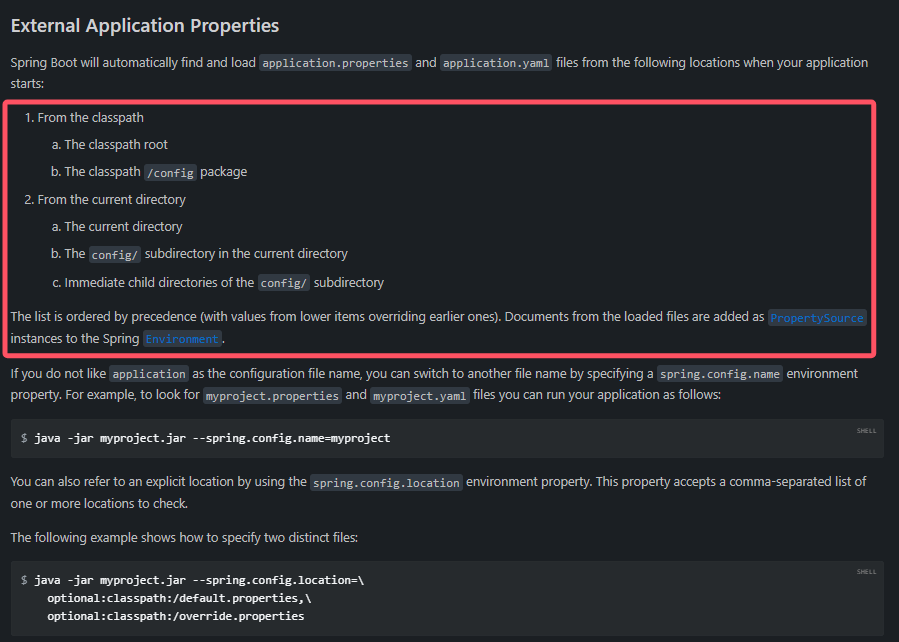 External Application Properties
Spring Boot will automatically find and load application.properties and application.yaml files from the following locations when your application
starts:
1. From the classpath
a. The classpath root
b. The classpath /config package
2. From the current directory
a. The current directory
b. The config/ subdirectory in the current directory
c. Immediate child directories of the config/ subdirectory
The list is ordered by precedence (with values from lower items overriding earlier ones). Documents from the loaded files are added as PropertySource
instances to the Spring Environment.
If you do not like application as the configuration file name, you can switch to another file name by specifying a spring.config.name environment
property. For example, to look for myproject.properties and myproject.yaml files you can run your application as follows:
SHELL
$ java -jar myproject.jar --spring.config.name=myproject
You can also refer to an explicit location by using the spring.config.location environment property. This property accepts a comma-separated list of
one or more locations to check.
The following example shows how to specify two distinct files:
SHELL
$ java -jar myproject.jar --spring.config.location=\
optional:classpath:/default.properties,\
optional:classpath:/override.properties